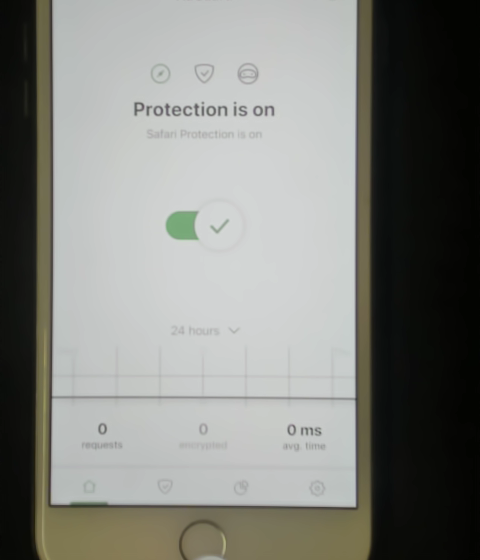 Protection is on
Safari Protection is on
24 hours
0 0 0 ms
requests encrypted avg. time